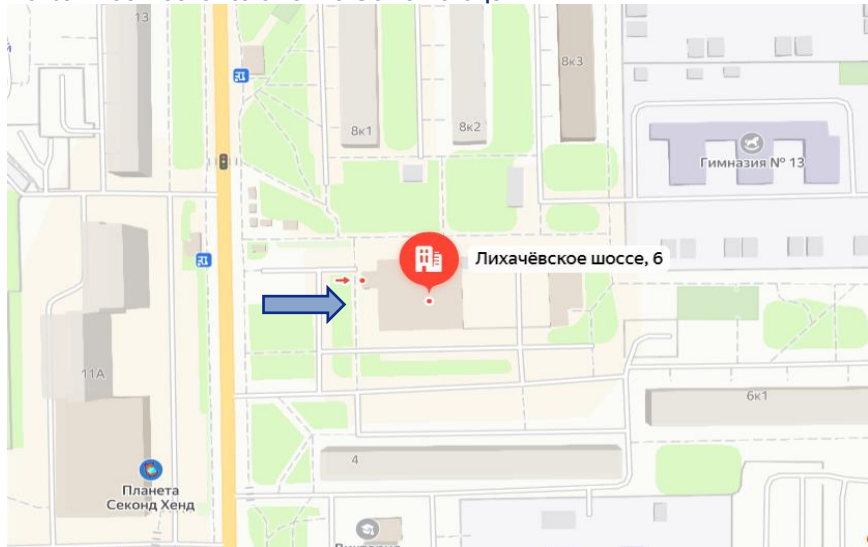 13
8к3
8к1
8к2
Гимназия № 13
Лихачёвское шоссе, 6
11А
6к1
4
Планета
Секонд Хенд